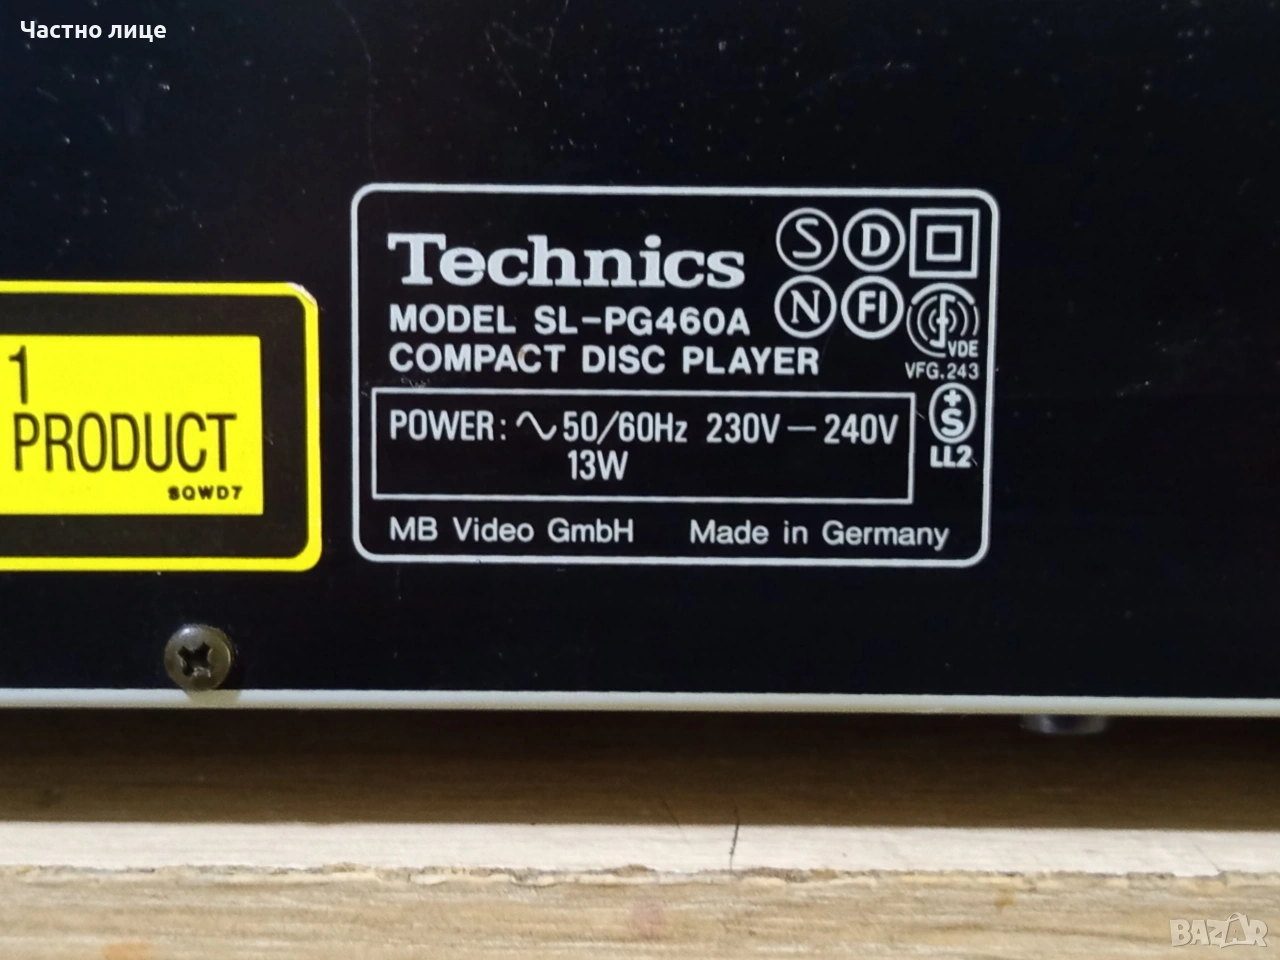 Частно лице
Technics
S D
N FI
MODEL SL-PG460A
COMPACT DISC PLAYER
VDE
VFG.243
+S
LL2
POWER: ∿ 50/60Hz 230V — 240V
13W
MB Video GmbH Made in Germany
1
PRODUCT
SQWD7
BAZAR